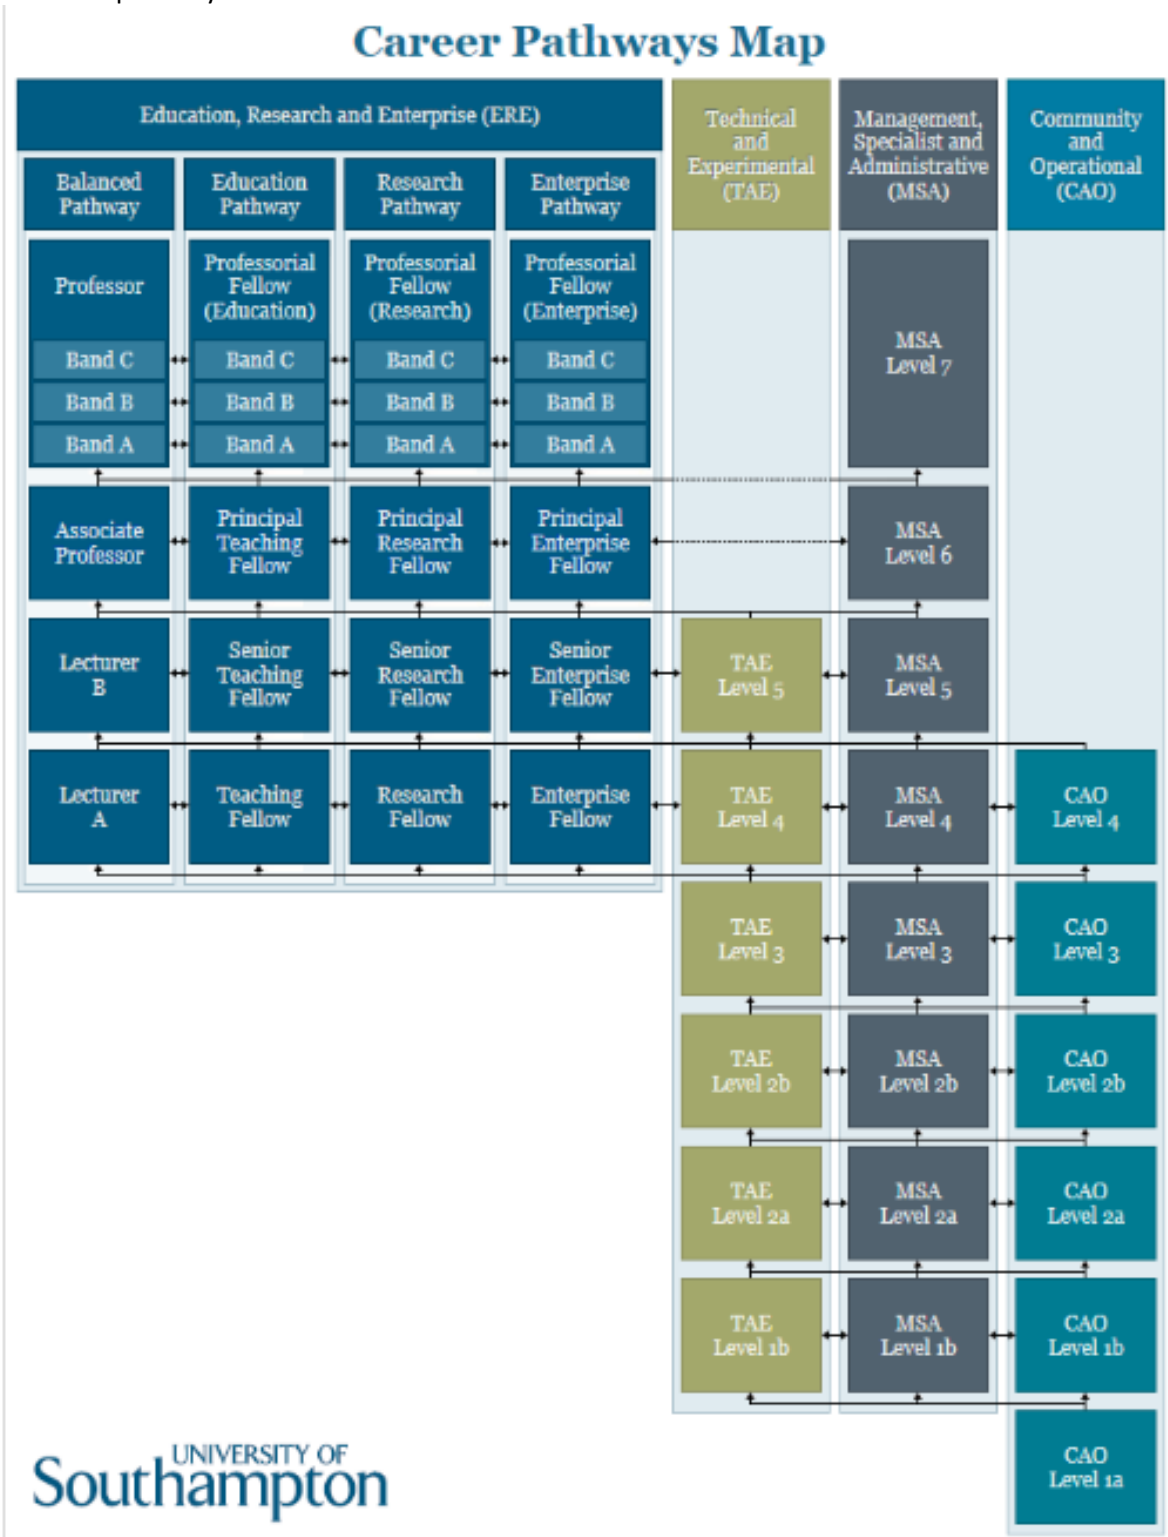 Career Pathways Map
Education, Research and Enterprise (ERE)
Technical
and
Experimental
(TAE)
Management,
Specialist and
Administrative
(MSA)
Community
and
Operational
(CAO)
Balanced
Pathway
Education
Pathway
Research
Pathway
Enterprise
Pathway
Professor
Professorial
Fellow
(Education)
Professorial
Fellow
(Research)
Professorial
Fellow
(Enterprise)
MSA
Level 7
Band C
Band C
Band C
Band C
Band B
Band B
Band B
Band B
Band A
Band A
Band A
Band A
Associate
Professor
Principal
Teaching
Fellow
Principal
Research
Fellow
Principal
Enterprise
Fellow
MSA
Level 6
Lecturer
B
Senior
Teaching
Fellow
Senior
Research
Fellow
Senior
Enterprise
Fellow
TAE
Level 5
MSA
Level 5
Lecturer
A
Teaching
Fellow
Research
Fellow
Enterprise
Fellow
TAE
Level 4
MSA
Level 4
CAO
Level 4
TAE
Level 3
MSA
Level 3
CAO
Level 3
TAE
Level 2b
MSA
Level 2b
CAO
Level 2b
TAE
Level 2a
MSA
Level 2a
CAO
Level 2a
TAE
Level 1b
MSA
Level 1b
CAO
Level 1b
CAO
Level 1a
UNIVERSITY OF
Southampton